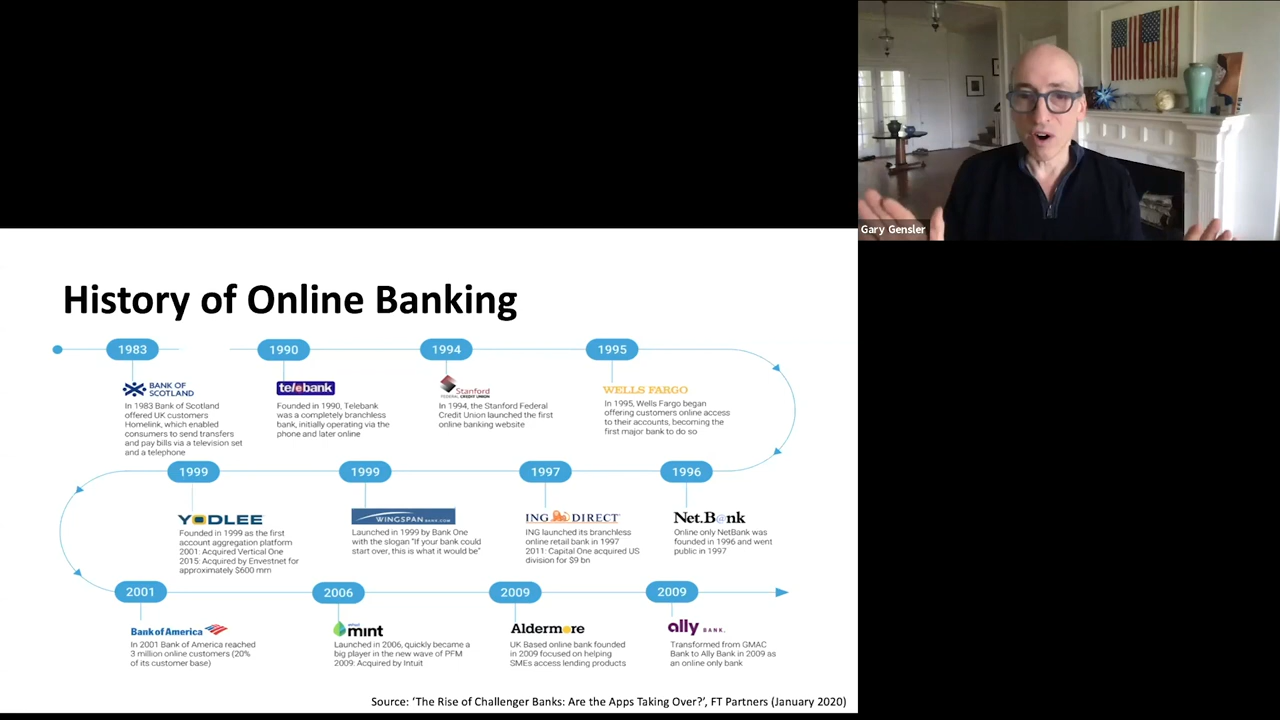 Gary Gensler
History of Online Banking
1983
BANK OF
SCOTLAND
In 1983 Bank of Scotland
offered UK customers
Homelink, which enabled
consumers to send transfers
and pay bills via a television set
and a telephone
1990
telebank
Founded in 1990, Telebank
was a completely branchless
bank, initially operating via the
phone and later online
1994
Stanford
FEDERAL CREDIT UNION
In 1994, the Stanford Federal
Credit Union launched the first
online banking website
1995
WELLS FARGO
In 1995, Wells Fargo began
offering customers online access
to their accounts, becoming the
first major bank to do so
1999
YODLEE
Founded in 1999 as the first
account aggregation platform
2001: Acquired Vertical One
2015: Acquired by Envestnet for
approximately $600 mm
1999
WINGSPAN BANK.COM
Launched in 1999 by Bank One
with the slogan "If your bank could
start over, this is what it would be"
1997
ING DIRECT
ING launched its branchless
online retail bank in 1997
2011: Capital One acquired US
division for $9 bn
1996
Net.B@nk
Online only NetBank was
founded in 1996 and went
public in 1997
2001
Bank of America
In 2001 Bank of America reached
3 million online customers (20%
of its customer base)
2006
mint
Launched in 2006, quickly became a
big player in the new wave of PFM
2009: Acquired by Intuit
2009
Aldermore
UK Based online bank founded
in 2009 focused on helping
SMEs access lending products
2009
ally BANK.
Transformed from GMAC
Bank to Ally Bank in 2009 as
an online only bank
Source: ‘The Rise of Challenger Banks: Are the Apps Taking Over?’, FT Partners (January 2020)